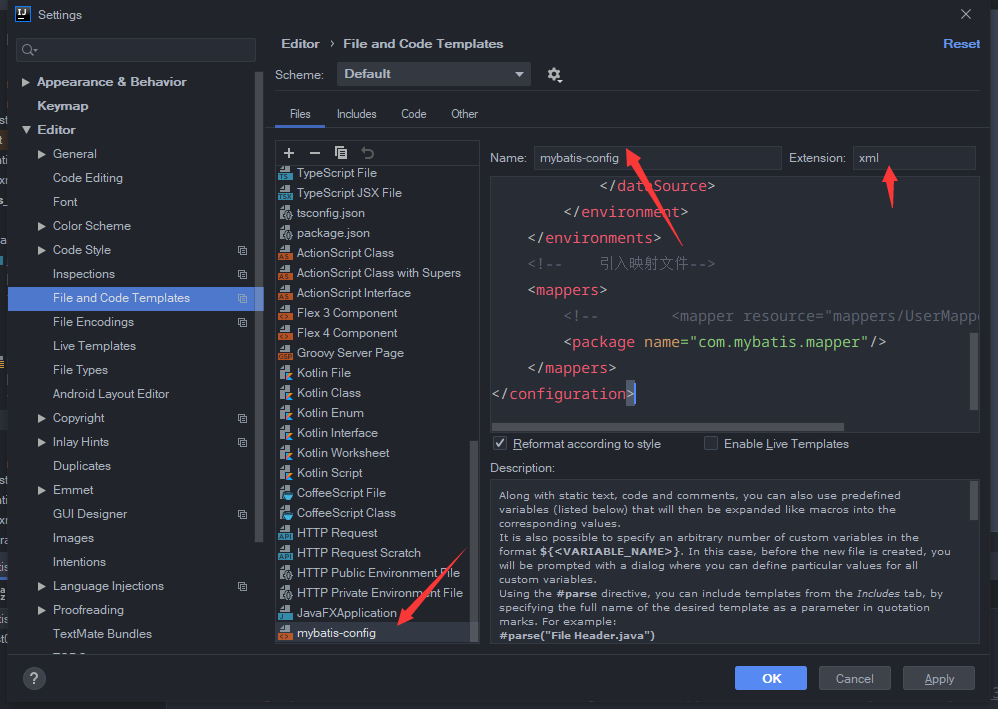 Settings
Editor › File and Code Templates
Reset
Scheme: Default
Files Includes Code Other
Appearance & Behavior
Keymap
Editor
General
Code Editing
Font
Color Scheme
Code Style
Inspections
File and Code Templates
File Encodings
Live Templates
File Types
Android Layout Editor
Copyright
Inlay Hints
Duplicates
Emmet
GUI Designer
Images
Intentions
Language Injections
Proofreading
TextMate Bundles
TypeScript File
TypeScript JSX File
tsconfig.json
package.json
ActionScript Class
ActionScript Class with Supers
ActionScript Interface
Flex 3 Component
Flex 4 Component
Groovy Server Page
Kotlin File
Kotlin Class
Kotlin Enum
Kotlin Interface
Kotlin Worksheet
Kotlin Script
CoffeeScript File
CoffeeScript Class
HTTP Request
HTTP Request Scratch
HTTP Public Environment File
HTTP Private Environment File
JavaFXApplication
mybatis-config
Name: mybatis-config Extension: xml
</dataSource>
</environment>
</environments>
<!-- 引入映射文件-->
<mappers>
<!-- <mapper resource="mappers/UserMappe
<package name="com.mybatis.mapper"/>
</mappers>
</configuration>
Reformat according to style Enable Live Templates
Description:
Along with static text, code and comments, you can also use predefined
variables (listed below) that will then be expanded like macros into the
corresponding values.
It is also possible to specify an arbitrary number of custom variables in the
format ${<VARIABLE_NAME>}. In this case, before the new file is created, you
will be prompted with a dialog where you can define particular values for all
custom variables.
Using the #parse directive, you can include templates from the Includes tab, by
specifying the full name of the desired template as a parameter in quotation
marks. For example:
#parse("File Header.java")
? OK Cancel Apply